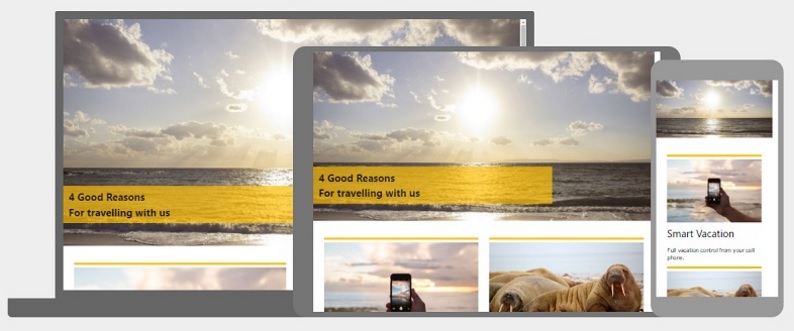 4 Good Reasons
For travelling with us
4 Good Reasons
For travelling with us
Smart Vacation
Full vacation control from your cell
phone.